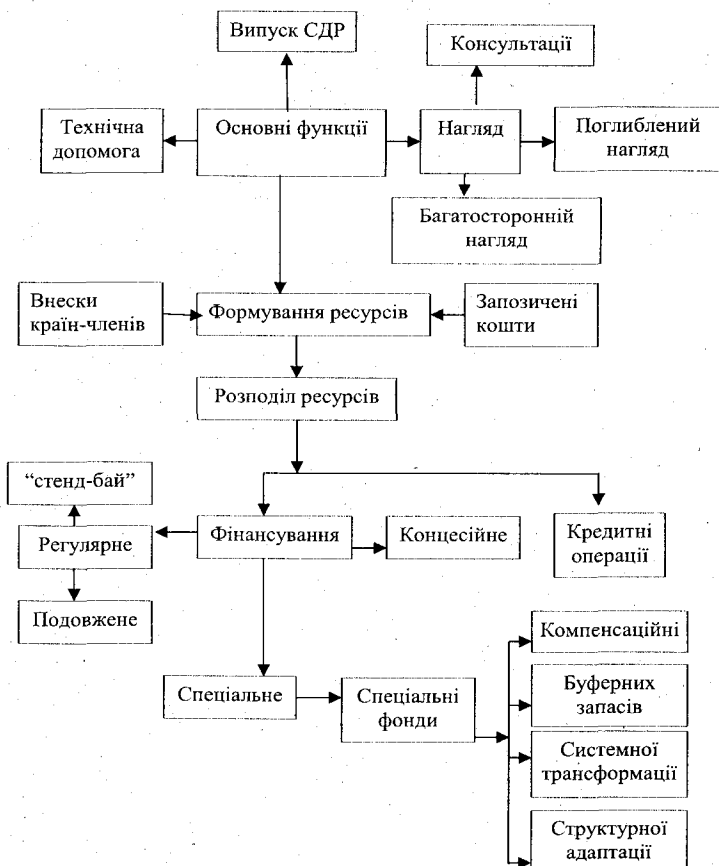 Випуск СДР
Консультації
Технічна
допомога
Основні функції
Нагляд
Поглиблений
нагляд
Багатосторонній
нагляд
Внески
країн-членів
Формування ресурсів
Запозичені
кошти
Розподіл ресурсів
“стенд-бай”
Регулярне
Фінансування
Концесійне
Кредитні
операції
Подовжене
Компенсаційні
Спеціальне
Спеціальні
фонди
Буферних
запасів
Системної
трансформації
Структурної
адаптації